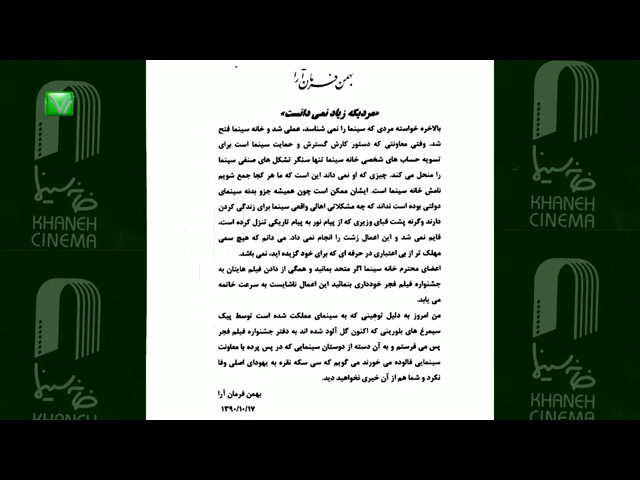 بهمن فرمان آرا
«مردیکه زیاد نمی دانست»
بالاخره خواسته مردی که سینما را نمی شناسد، عملی شد و خانه سینما فتح
شد. وقتی معاونتی که دستور کارش گسترش و حمایت سینما است برای
تسویه حساب های شخصی خانه سینما تنها سنگر تشکل های صنفی سینما
را منحل می کند. چیزی که او نمی داند این است که ما هر کجا جمع شویم
نامش خانه سینما است. ایشان ممکن است چون همیشه جزو بدنه سینمای
دولتی بوده است نداند که چه مشکلاتی اهالی واقعی سینما برای زندگی کردن
دارند وگرنه پشت قبای وزیری که از پیام نور به پیام تاریکی تنزل کرده است،
قایم نمی شد و این اعمال زشت را انجام نمی داد. می دانم که هیچ سمی
مهلک تر از بی اعتباری در حرفه ای که برای خود گزیده اید، نمی باشد.
اعضای محترم خانه سینما اگر متحد بمانید و همگی از دادن فیلم هایتان به
جشنواره فیلم فجر خودداری بنمائید این اعمال ناشایست به سرعت خاتمه
می یابد.
من امروز به دلیل توهینی که به سینمای مملکت شده است توسط پیک
سیمرغ های بلورینی که اکنون گل آلود شده اند به دفتر جشنواره فیلم فجر
پس می فرستم و به آن دسته از دوستان سینمایی که در پس پرده با معاونت
سینمایی فالوده می خورند می گویم که سی سکه نقره به یهودای اصلی وفا
نکرد و شما هم از آن خیری نخواهید دید.
بهمن فرمان آرا
۱۳۹۰/۱۰/۱۷
خانه سینما
KHANEH
CINEMA
خانه سینما
KHANEH
CINEMA
خانه سینما
KHANEH
CINEMA
خانه سینما
KHANEH
CINEMA